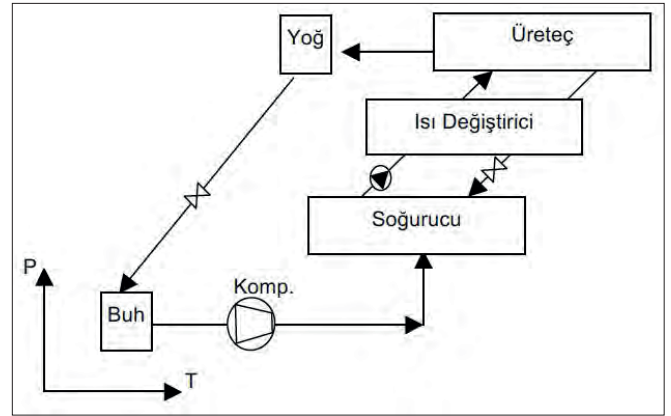 Yoğ
Üreteç
Isı Değiştirici
Soğurucu
P
Komp.
Buh
T